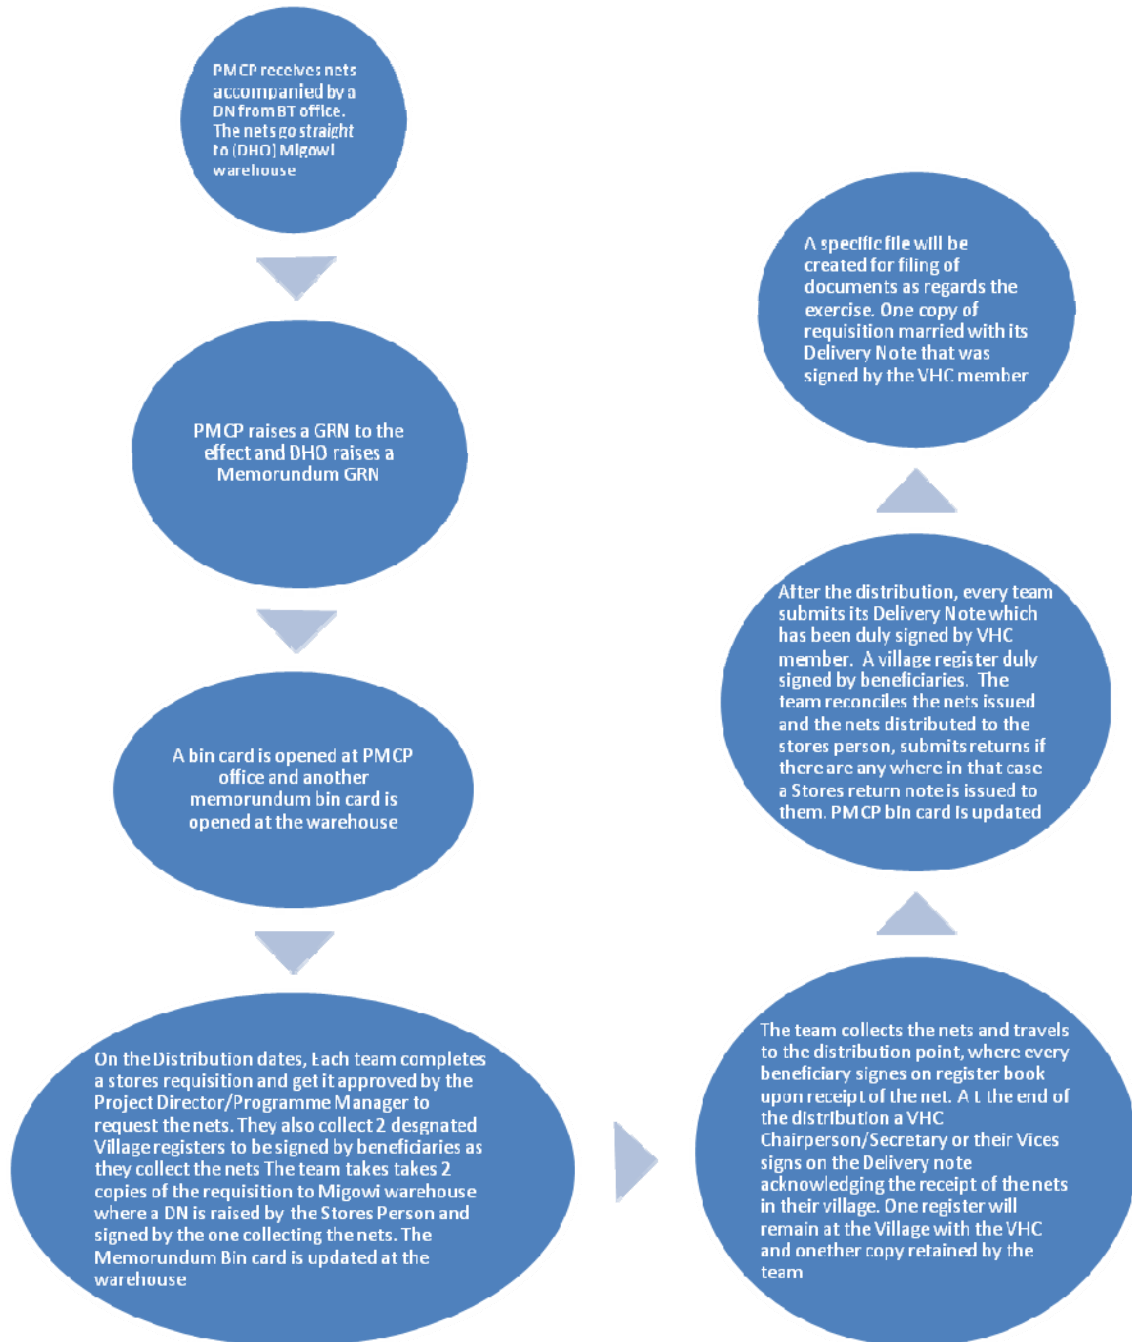 PMCP receives nets
accompanied by a
DN from BT office.
The nets go straight
to (DHO) Migowi
warehouse
PMCP raises a GRN to the
effect and DHO raises a
Memorundum GRN
A bin card is opened at PMCP
office and another
memorundum bin card is
opened at the warehouse
On the Distribution dates, Each team completes
a stores requisition and get it approved by the
Project Director/Programme Manager to
request the nets. They also collect 2 desgnated
Village registers to be signed by beneficiaries as
they collect the nets The team takes takes 2
copies of the requisition to Migowi warehouse
where a DN is raised by the Stores Person and
signed by the one collecting the nets. The
Memorundum Bin card is updated at the
warehouse
The team collects the nets and travels
to the distribution point, where every
beneficiary signes on register book
upon receipt of the net. A t the end of
the distribution a VHC
Chairperson/Secretary or their Vices
signs on the Delivery note
acknowledging the receipt of the nets
in their village. One register will
remain at the Village with the VHC
and onether copy retained by the
team
After the distribution, every team
submits its Delivery Note which
has been duly signed by VHC
member. A village register duly
signed by beneficiaries. The
team reconciles the nets issued
and the nets distributed to the
stores person, submits returns if
there are any where in that case
a Stores return note is issued to
them. PMCP bin card is updated
A specific file will be
created for filing of
documents as regards the
exercise. One copy of
requisition married with its
Delivery Note that was
signed by the VHC member